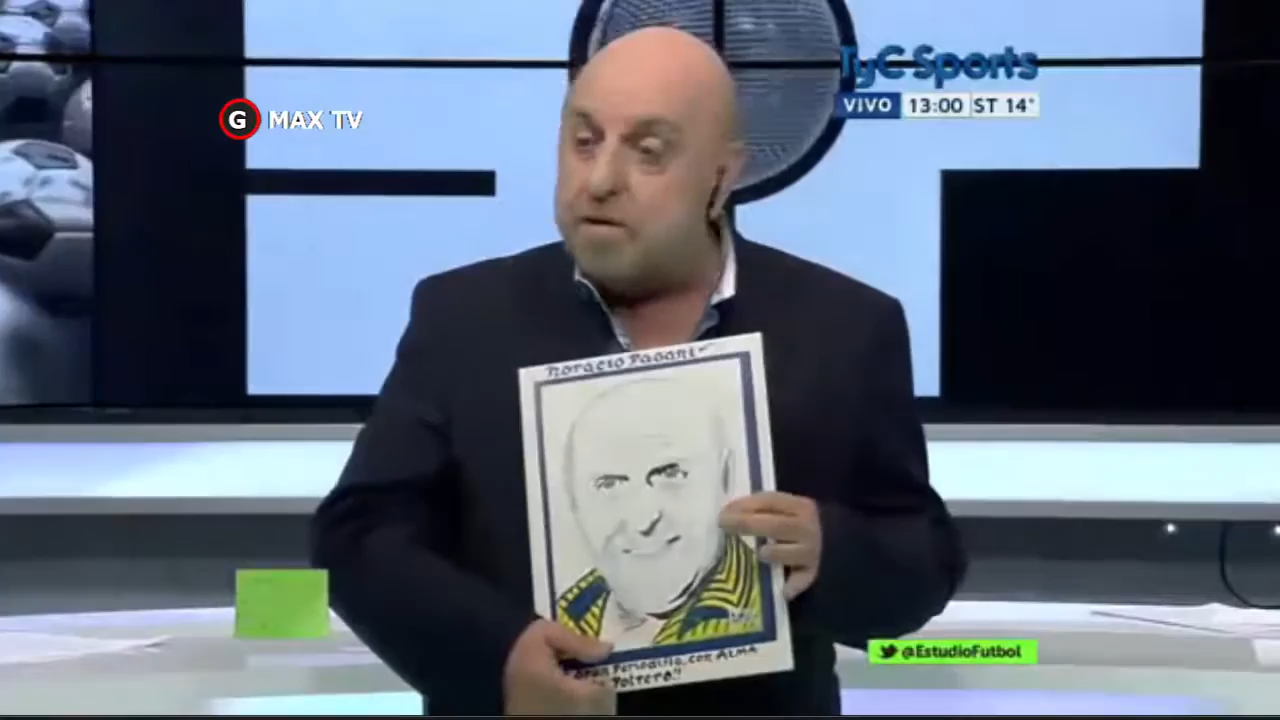 TyC Sports
VIVO 13:00 ST 14°
G MAX TV
Horacio Pagani
Gran Periodista, con ALMA
Potrero."
@EstudioFutbol